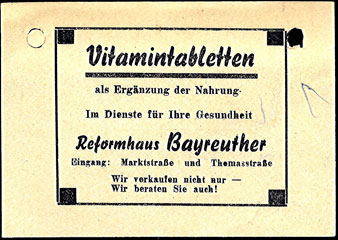 Vitamintabletten
als Ergänzung der Nahrung
Im Dienste für Ihre Gesundheit
Reformhaus Bayreuther
Eingang: Marktstraße und Thomasstraße
Wir verkaufen nicht nur —
Wir beraten Sie auch!